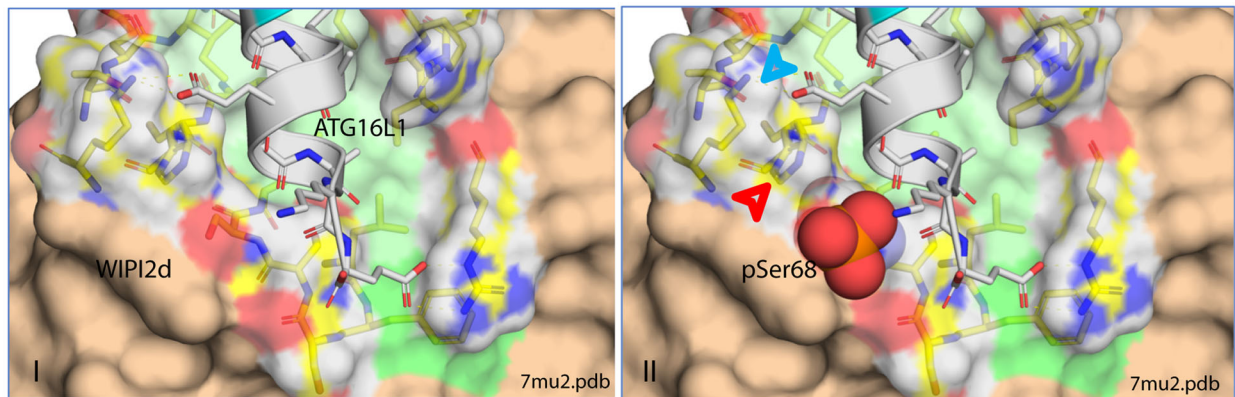 ATG16L1
WIPI2d
I
7mu2.pdb
pSer68
II
7mu2.pdb